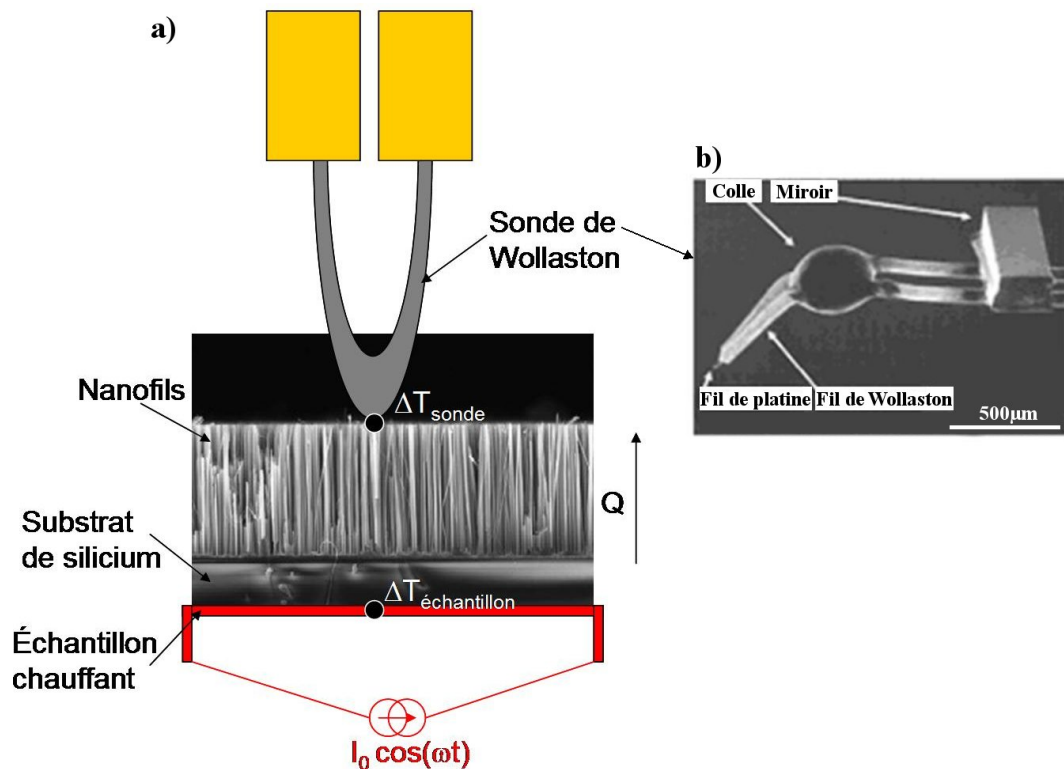 a)
b)
Colle
Miroir
Sonde de
Wollaston
Nanofils
ΔTsonde
Fil de platine
Fil de Wollaston
500µm
Q
Substrat
de silicium
ΔTéchantillon
Échantillon
chauffant
I0 cos(ωt)